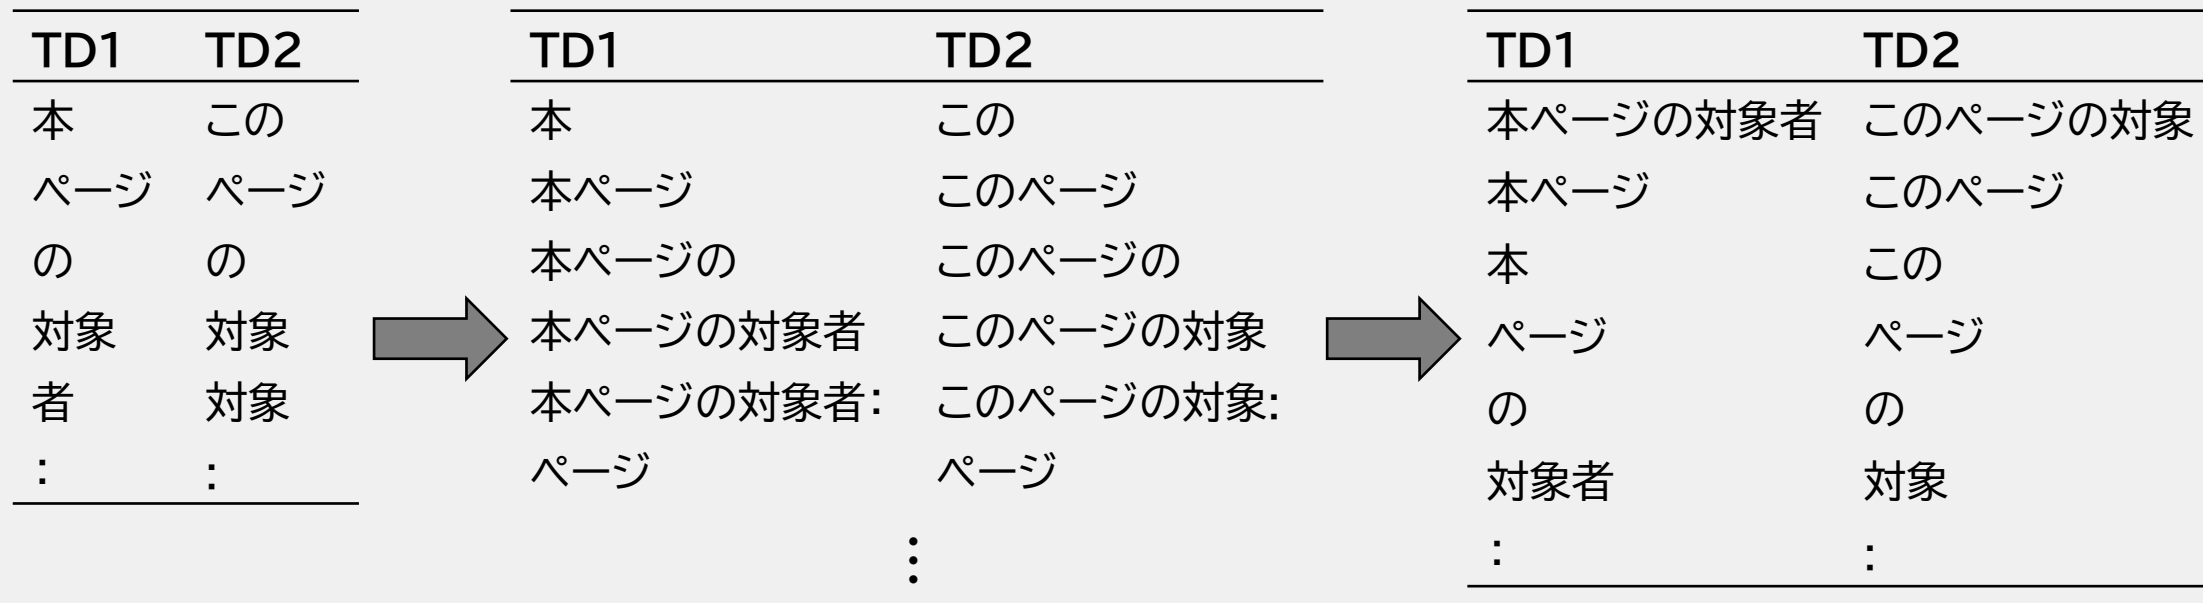 TD1 TD2
本 この
ページ ページ
の の
対象 対象
者 対象
: :
TD1 TD2
本 この
本ページ このページ
本ページの このページの
本ページの対象者 このページの対象
本ページの対象者: このページの対象:
ページ ページ
⋮
TD1 TD2
本ページの対象者 このページの対象
本ページ このページ
本 この
ページ ページ
の の
対象者 対象
: :